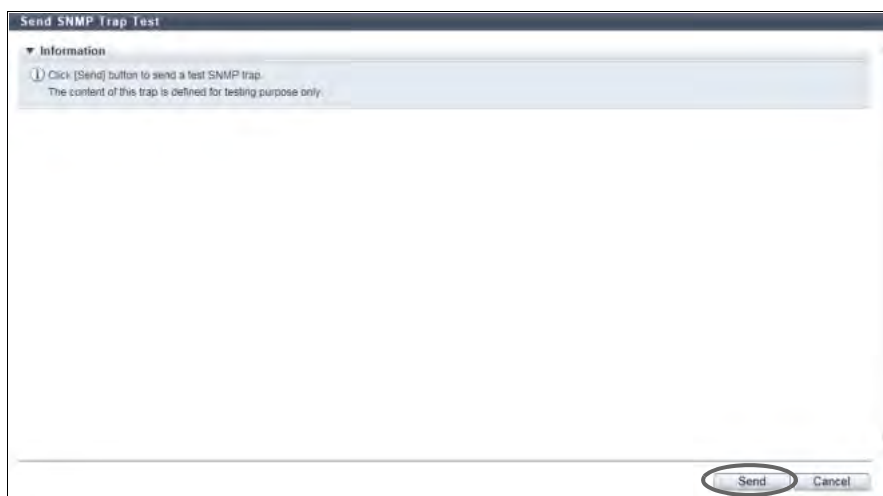 Send SNMP Trap Test
▼ Information
Click [Send] button to send a test SNMP trap.
The content of this trap is defined for testing purpose only.
Send Cancel